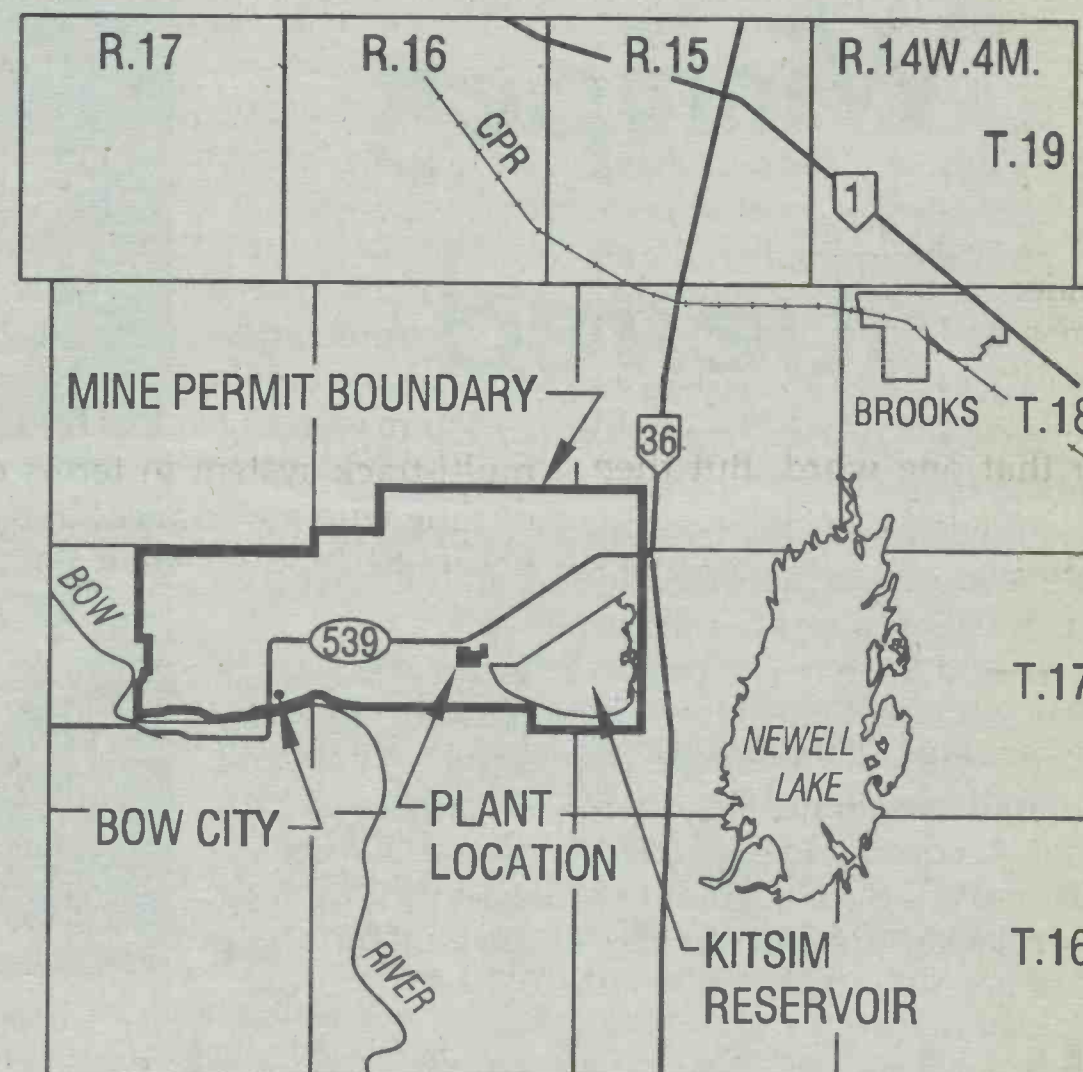 R.17
R.16
R.15
R.14W.4M.
CPR
T.19
1
MINE PERMIT BOUNDARY
36
BROOKS
T.18
BOW
539
T.17
NEWELL
LAKE
BOW CITY
PLANT
LOCATION
RIVER
KITSIM
RESERVOIR
T.16